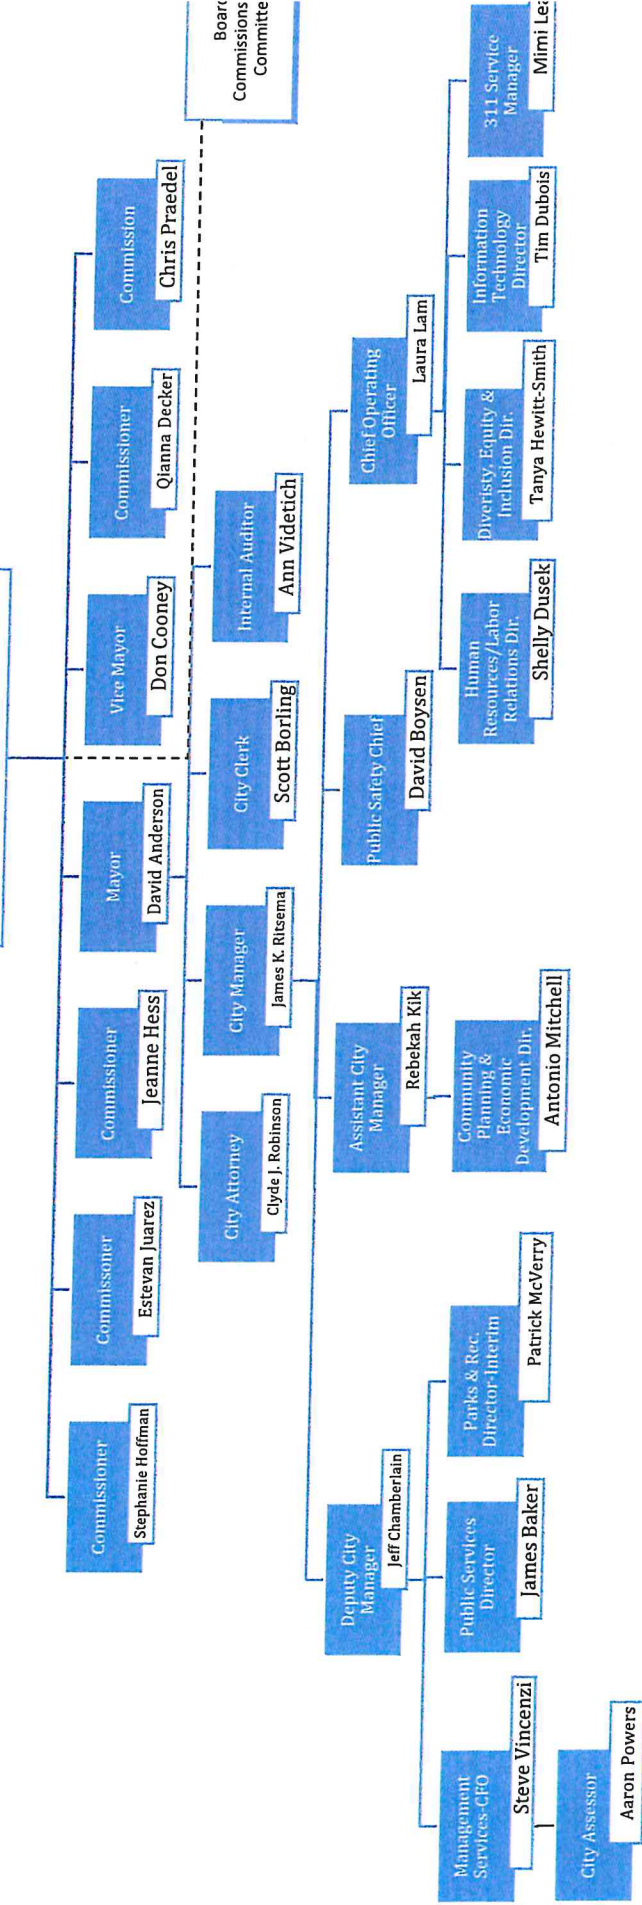 Board
Commissions
Committe
Commissioner
Stephanie Hoffman
Commissoner
Estevan Juarez
Commissioner
Jeanne Hess
Mayor
David Anderson
Vice Mayor
Don Cooney
Commissioner
Qianna Decker
Commission
Chris Praedel
City Attorney
Clyde J. Robinson
City Manager
James K. Ritsema
City Clerk
Scott Borling
Internal Auditor
Ann Videtich
Deputy City
Manager
Jeff Chamberlain
Assistant City
Manager
Rebekah Kik
Public Safety Chief
David Boysen
Chief Operating
Officer
Laura Lam
Management
Services-CFO
Steve Vincenzi
Public Services
Director
James Baker
Parks & Rec.
Director-Interim
Patrick McVerry
Community
Planning &
Economic
Development Dir.
Antonio Mitchell
Human
Resources/Labor
Relations Dir.
Shelly Dusek
Diveristy, Equity &
Inclusion Dir.
Tanya Hewitt-Smith
Information
Technology
Director
Tim Dubois
311 Service
Manager
Mimi Lea
City Assessor
Aaron Powers